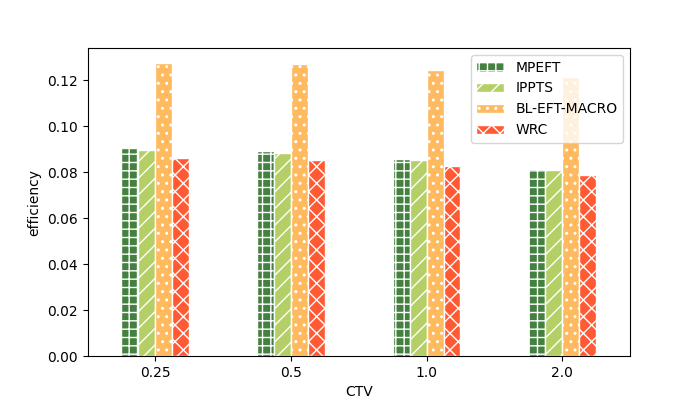 MPEFT
IPPTS
BL-EFT-MACRO
WRC
0.12
0.10
0.08
0.06
0.04
0.02
0.00
efficiency
0.25 0.5 1.0 2.0
CTV